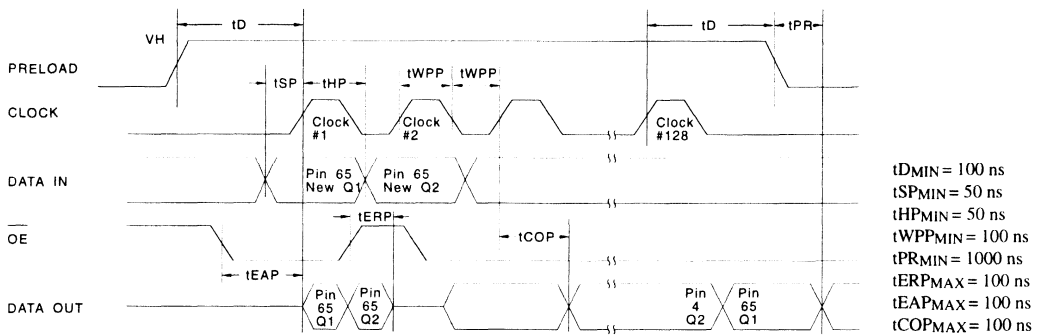 tD
tD
tPR
VH
PRELOAD
tSP
tHP
tWPP
tWPP
CLOCK
Clock
#1
Clock
#2
Clock
#128
DATA IN
Pin 65
New Q1
Pin 65
New Q2
tERP
OE
tCOP
tEAP
DATA OUT
Pin
65
Q1
Pin
65
Q2
Pin
4
Q2
Pin
65
Q1
tDMIN = 100 ns
tSPMIN = 50 ns
tHPMIN = 50 ns
tWPPMIN = 100 ns
tPRMIN = 1000 ns
tERPMAX = 100 ns
tEAPMAX = 100 ns
tCOPMAX = 100 ns